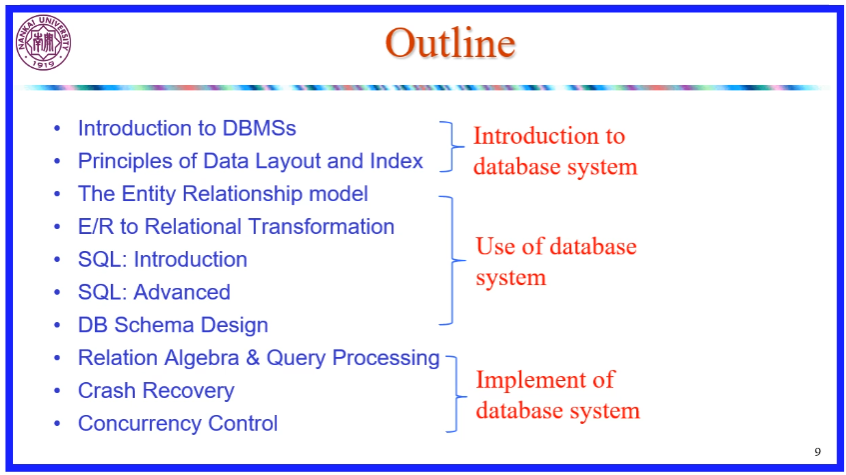 NANKAI UNIVERSITY
南開
1919
Outline
• Introduction to DBMSs
• Principles of Data Layout and Index
Introduction to
database system
• The Entity Relationship model
• E/R to Relational Transformation
• SQL: Introduction
• SQL: Advanced
• DB Schema Design
Use of database
system
• Relation Algebra & Query Processing
• Crash Recovery
• Concurrency Control
Implement of
database system
9